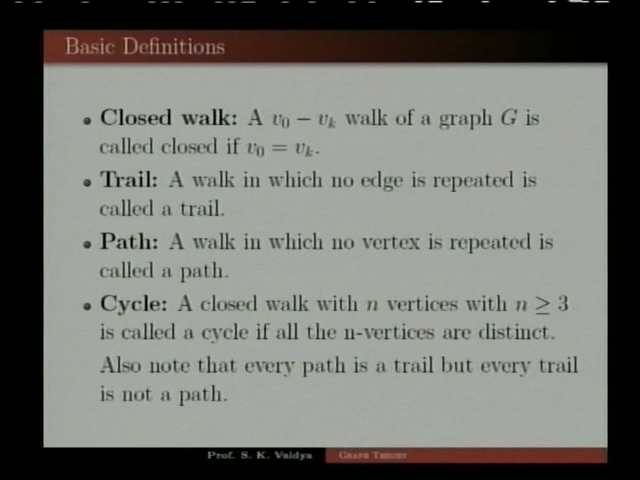 Basic Definitions
Closed walk: A v₀ − vₖ walk of a graph G is
called closed if v₀ = vₖ.
Trail: A walk in which no edge is repeated is
called a trail.
Path: A walk in which no vertex is repeated is
called a path.
Cycle: A closed walk with n vertices with n ≥ 3
is called a cycle if all the n-vertices are distinct.
Also note that every path is a trail but every trail
is not a path.
Prof. S. K. Vaidya Graph Theory